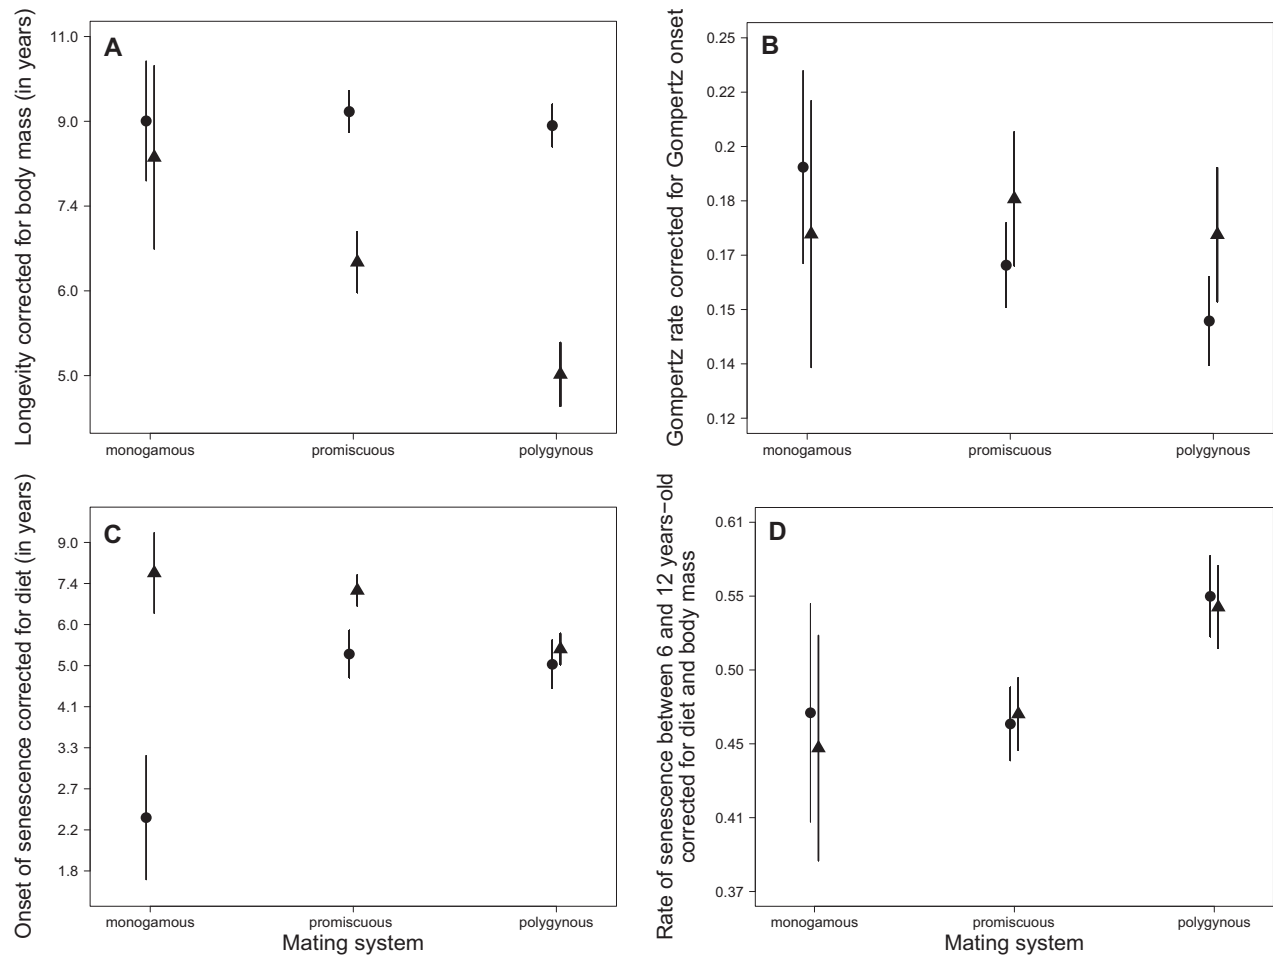 A
Longevity corrected for body mass (in years)
11.0
9.0
7.4
6.0
5.0
monogamous
promiscuous
polygynous
B
Gompertz rate corrected for Gompertz onset
0.25
0.22
0.2
0.18
0.17
0.15
0.14
0.12
monogamous
promiscuous
polygynous
C
Onset of senescence corrected for diet (in years)
9.0
7.4
6.0
5.0
4.1
3.3
2.7
2.2
1.8
monogamous
promiscuous
polygynous
Mating system
D
Rate of senescence between 6 and 12 years−old
corrected for diet and body mass
0.61
0.55
0.50
0.45
0.41
0.37
monogamous
promiscuous
polygynous
Mating system